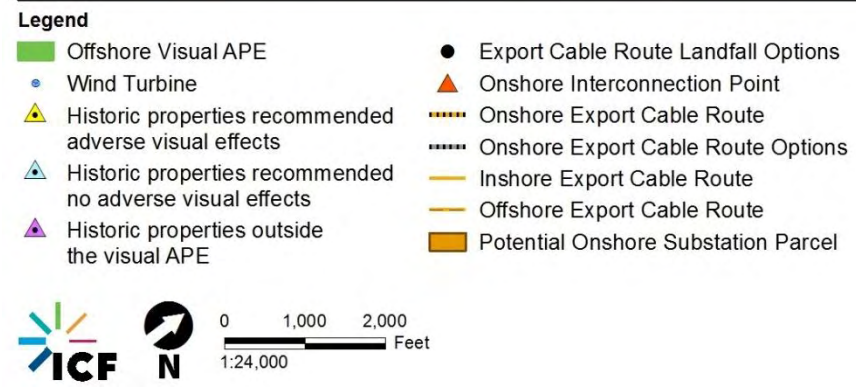 Legend
Offshore Visual APE
Wind Turbine
Historic properties recommended
adverse visual effects
Historic properties recommended
no adverse visual effects
Historic properties outside
the visual APE
Export Cable Route Landfall Options
Onshore Interconnection Point
Onshore Export Cable Route
Onshore Export Cable Route Options
Inshore Export Cable Route
Offshore Export Cable Route
Potential Onshore Substation Parcel
ICF
N
0 1,000 2,000
Feet
1:24,000